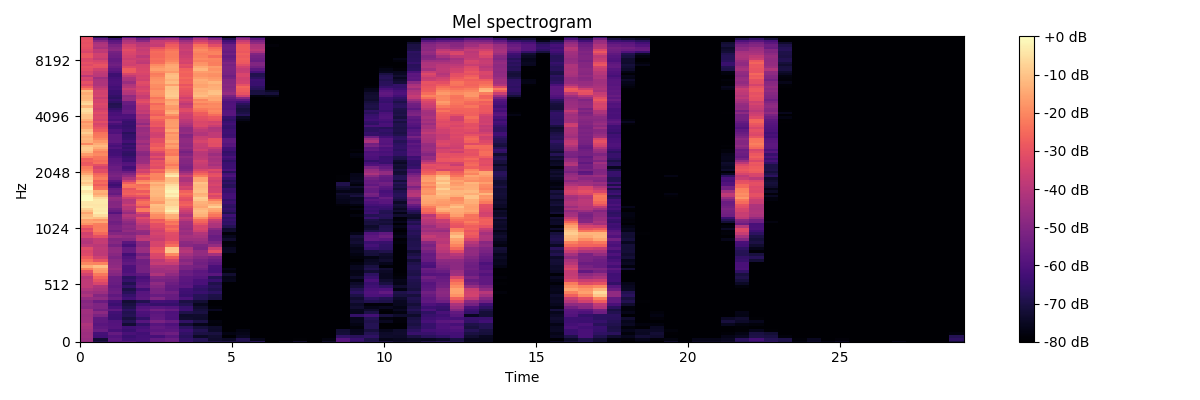 Mel spectrogram
Hz
8192
4096
2048
1024
512
0
0 5 10 15 20 25
Time
+0 dB
-10 dB
-20 dB
-30 dB
-40 dB
-50 dB
-60 dB
-70 dB
-80 dB